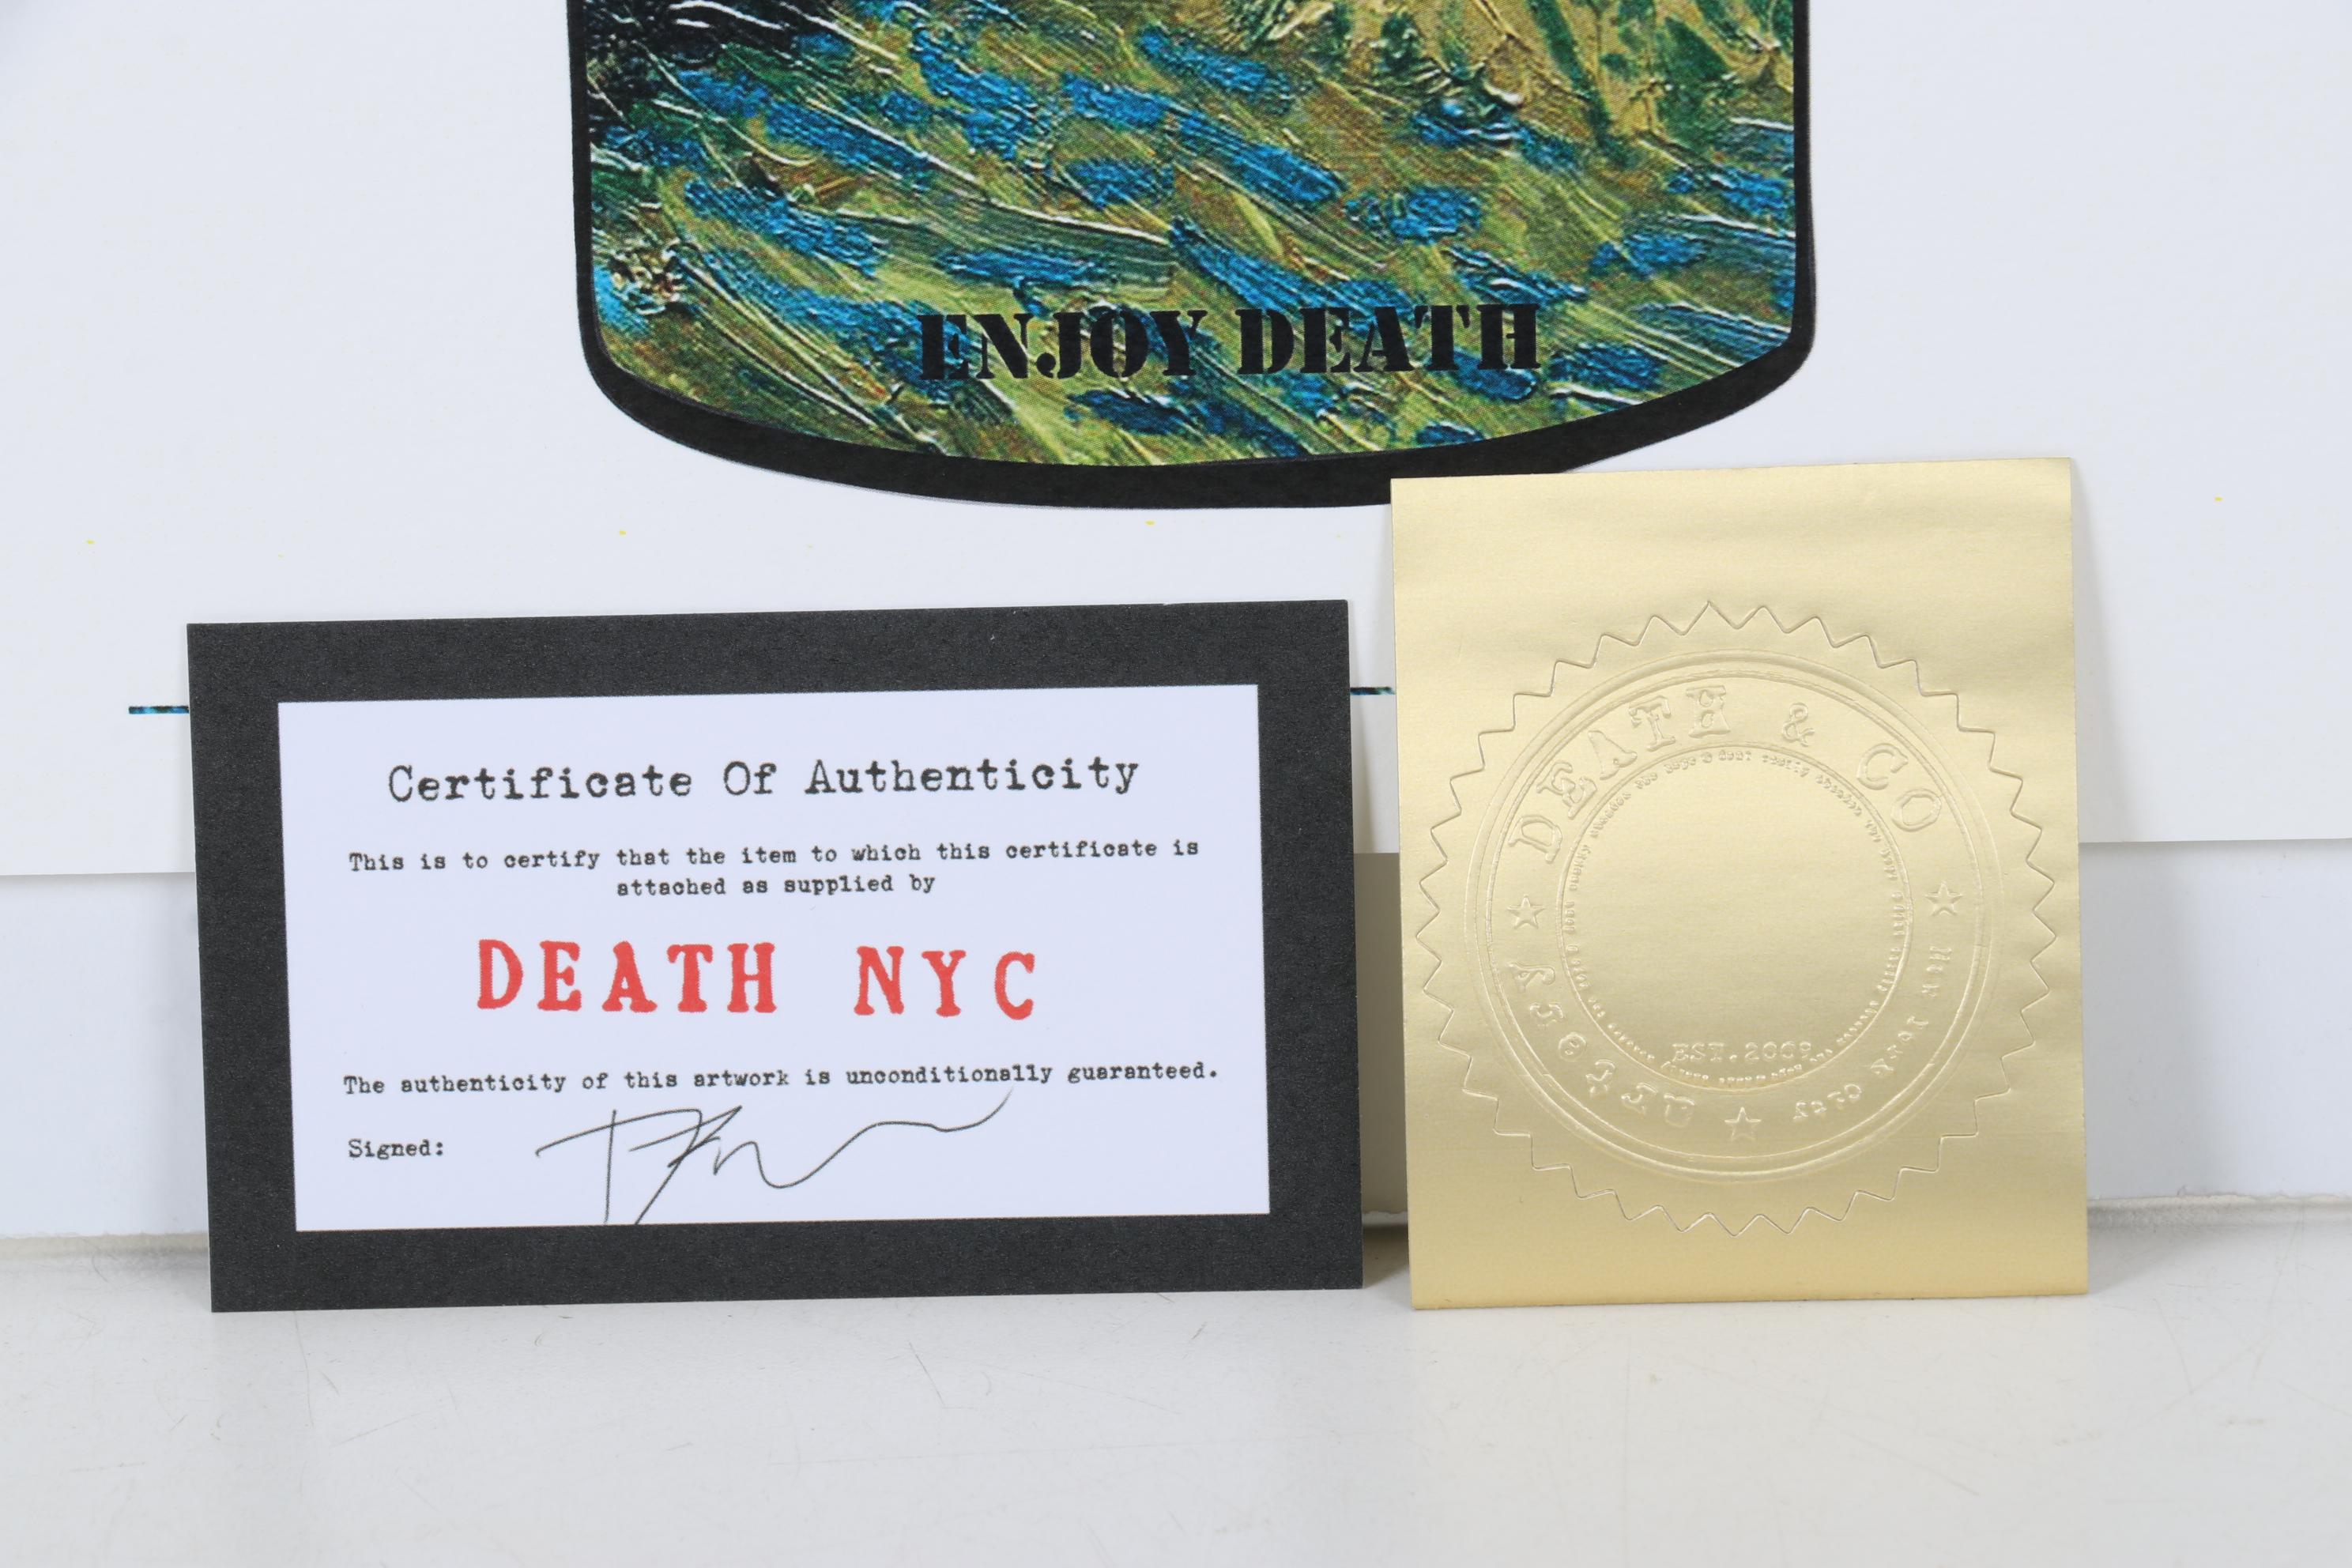 ENJOY DEATH
Certificate Of Authenticity
This is to certify that the item to which this certificate is
attached as supplied by
DEATH NYC
The authenticity of this artwork is unconditionally guaranteed.
Signed:
DEATH & CO
EST. 2009